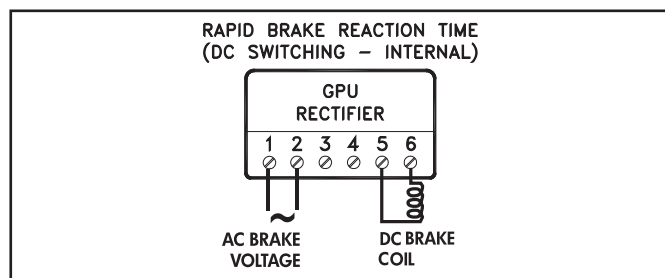 RAPID BRAKE REACTION TIME
(DC SWITCHING – INTERNAL)
GPU
RECTIFIER
1 2 3 4 5 6
~
AC BRAKE
VOLTAGE
DC BRAKE
COIL